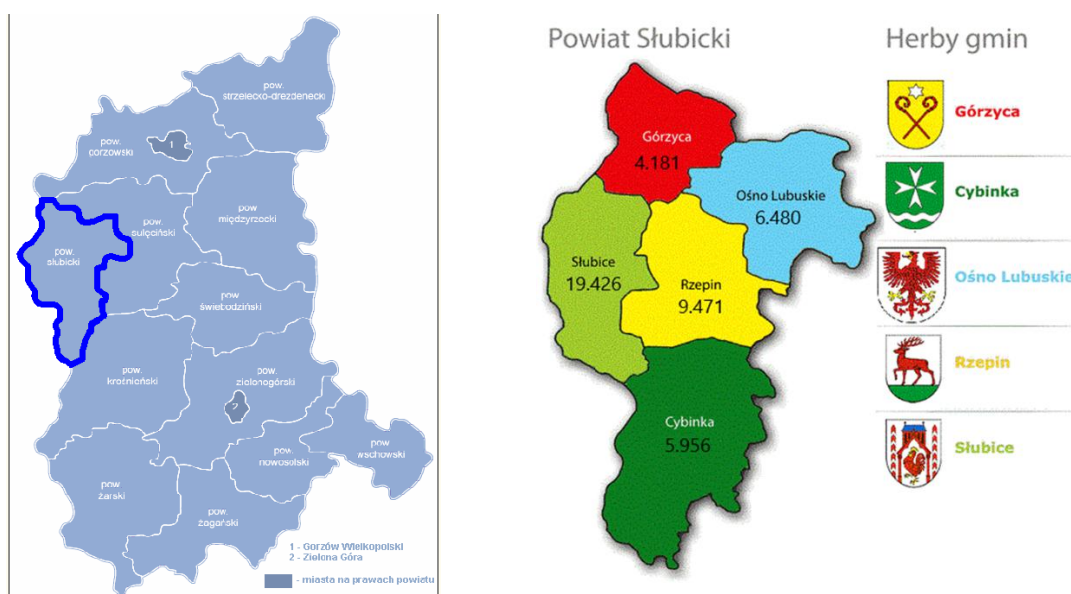 pow.
strzelecko-drezdenecki
pow.
gorzowski
1
pow.
sulęciński
pow
międzyrzecki
pow.
słubicki
pow
świebodziński
pow.
krośnieński
pow.
zielonogórski
2
pow.
nowosolski
pow
wschowski
pow.
żarski
pow.
żagański
1 - Gorzów Wielkopolski
2 - Zielona Góra
- miasta na prawach powiatu
Powiat Słubicki
Górzyca
4.181
Ośno Lubuskie
6.480
Słubice
19.426
Rzepin
9.471
Cybinka
5.956
Herby gmin
Górzyca
Cybinka
Ośno Lubuskie
Rzepin
Słubice